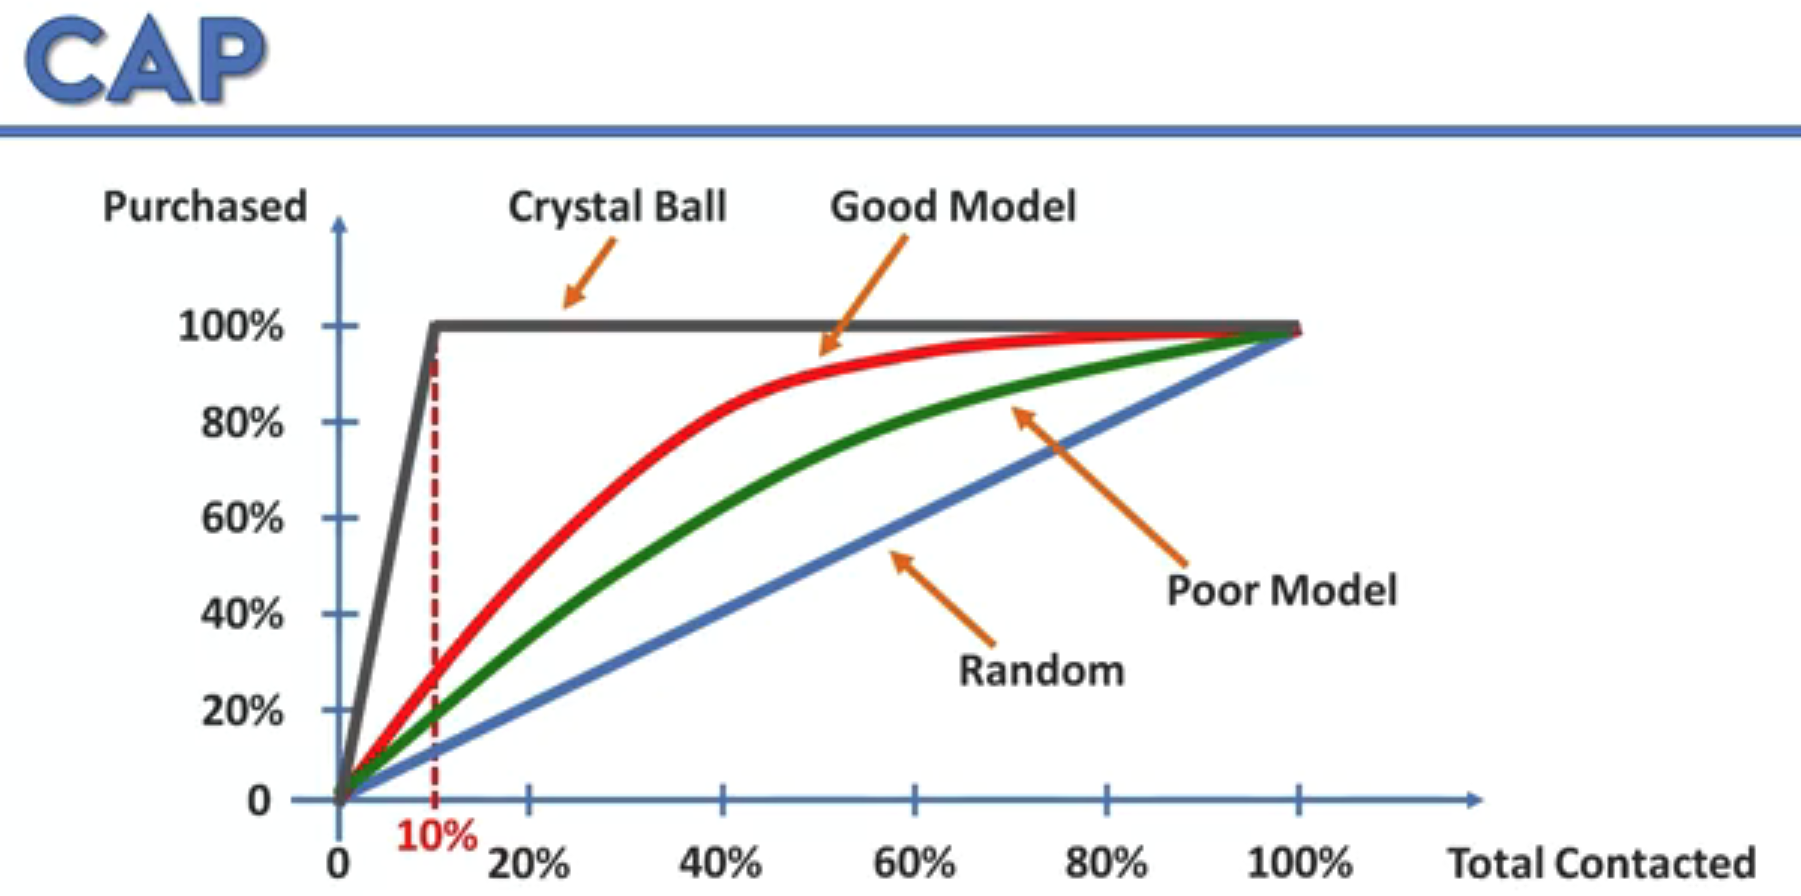 CAP
Purchased
Crystal Ball
Good Model
100%
80%
60%
40%
20%
0
Poor Model
Random
10%
0
20%
40%
60%
80%
100%
Total Contacted